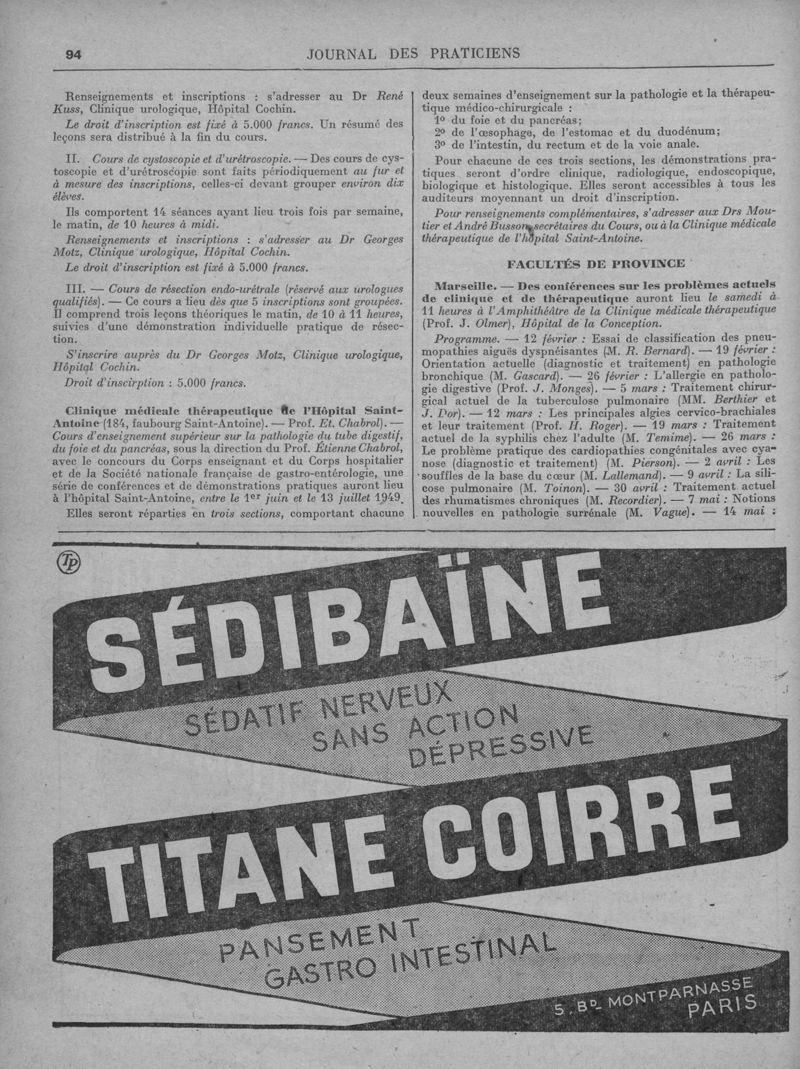 94
JOURNAL DES PRATICIENS
Renseignements et inscriptions : s'adresser au Dr René
Kuss, Clinique urologique, Hôpital Cochin.
Le droit d'inscription est fixé à 5.000 francs. Un résumé des
leçons sera distribué à la fin du cours.
II. Cours de cystoscopie et d'urétroscopie. — Des cours de cys-
toscopie et d'urétroscopie sont faits périodiquement au fur et
à mesure des inscriptions, celles-ci devant grouper environ dix
élèves.
Ils comportent 14 séances ayant lieu trois fois par semaine,
le matin, de 10 heures à midi.
Renseignements et inscriptions : s'adresser au Dr Georges
Motz, Clinique urologique, Hôpital Cochin.
Le droit d'inscription est fixé à 5.000 francs.
III. — Cours de résection endo-urétrale (réservé aux urologues
qualifiés). — Ce cours a lieu dès que 5 inscriptions sont groupées.
Il comprend trois leçons théoriques le matin, de 10 à 11 heures,
suivies d'une démonstration individuelle pratique de résec-
tion.
S'inscrire auprès du Dr Georges Motz, Clinique urologique,
Hôpital Cochin.
Droit d'inscirption : 5.000 francs.
Clinique médicale thérapeutique de l'Hôpital Saint-
Antoine (184, faubourg Saint-Antoine). — Prof. Et. Chabrol). —
Cours d'enseignement supérieur sur la pathologie du tube digestif,
du foie et du pancréas, sous la direction du Prof. Étienne Chabrol,
avec le concours du Corps enseignant et du Corps hospitalier
et de la Société nationale française de gastro-entérologie, une
série de conférences et de démonstrations pratiques auront lieu
à l'hôpital Saint-Antoine, entre le 1er juin et le 13 juillet 1949.
Elles seront réparties en trois sections, comportant chacune
deux semaines d'enseignement sur la pathologie et la thérapeu-
tique médico-chirurgicale :
1º du foie et du pancréas;
2º de l'œsophage, de l'estomac et du duodénum;
3º de l'intestin, du rectum et de la voie anale.
Pour chacune de ces trois sections, les démonstrations pra-
tiques seront d'ordre clinique, radiologique, endoscopique,
biologique et histologique. Elles seront accessibles à tous les
auditeurs moyennant un droit d'inscription.
Pour renseignements complémentaires, s'adresser aux Drs Mou-
tier et André Busson, secrétaires du Cours, ou à la Clinique médicale
thérapeutique de l'hôpital Saint-Antoine.
FACULTÉS DE PROVINCE
Marseille. — Des conférences sur les problèmes actuels
de clinique et de thérapeutique auront lieu le samedi à
11 heures à l'Amphithéâtre de la Clinique médicale thérapeutique
(Prof. J. Olmer), Hôpital de la Conception.
Programme. — 12 février : Essai de classification des pneu-
mopathies aiguës dyspnéisantes (M. R. Bernard). — 19 février :
Orientation actuelle (diagnostic et traitement) en pathologie
bronchique (M. Gascard). — 26 février : L'allergie en patholo-
gie digestive (Prof. J. Monges). — 5 mars : Traitement chirur-
gical actuel de la tuberculose pulmonaire (MM. Berthier et
J. Dor). — 12 mars : Les principales algies cervico-brachiales
et leur traitement (Prof. H. Roger). — 19 mars : Traitement
actuel de la syphilis chez l'adulte (M. Temime). — 26 mars :
Le problème pratique des cardiopathies congénitales avec cya-
nose (diagnostic et traitement) (M. Pierson). — 2 avril : Les
souffles de la base du cœur (M. Lallemand). — 9 avril : La sili-
cose pulmonaire (M. Toinon). — 30 avril : Traitement actuel
des rhumatismes chroniques (M. Recordier). — 7 mai : Notions
nouvelles en pathologie surrénale (M. Vague). — 14 mai :
TP
SÉDIBAÏNE
SÉDATIF NERVEUX
SANS ACTION
DÉPRESSIVE
TITANE COIRRE
PANSEMENT
GASTRO INTESTINAL
5. BD. MONTPARNASSE
PARIS